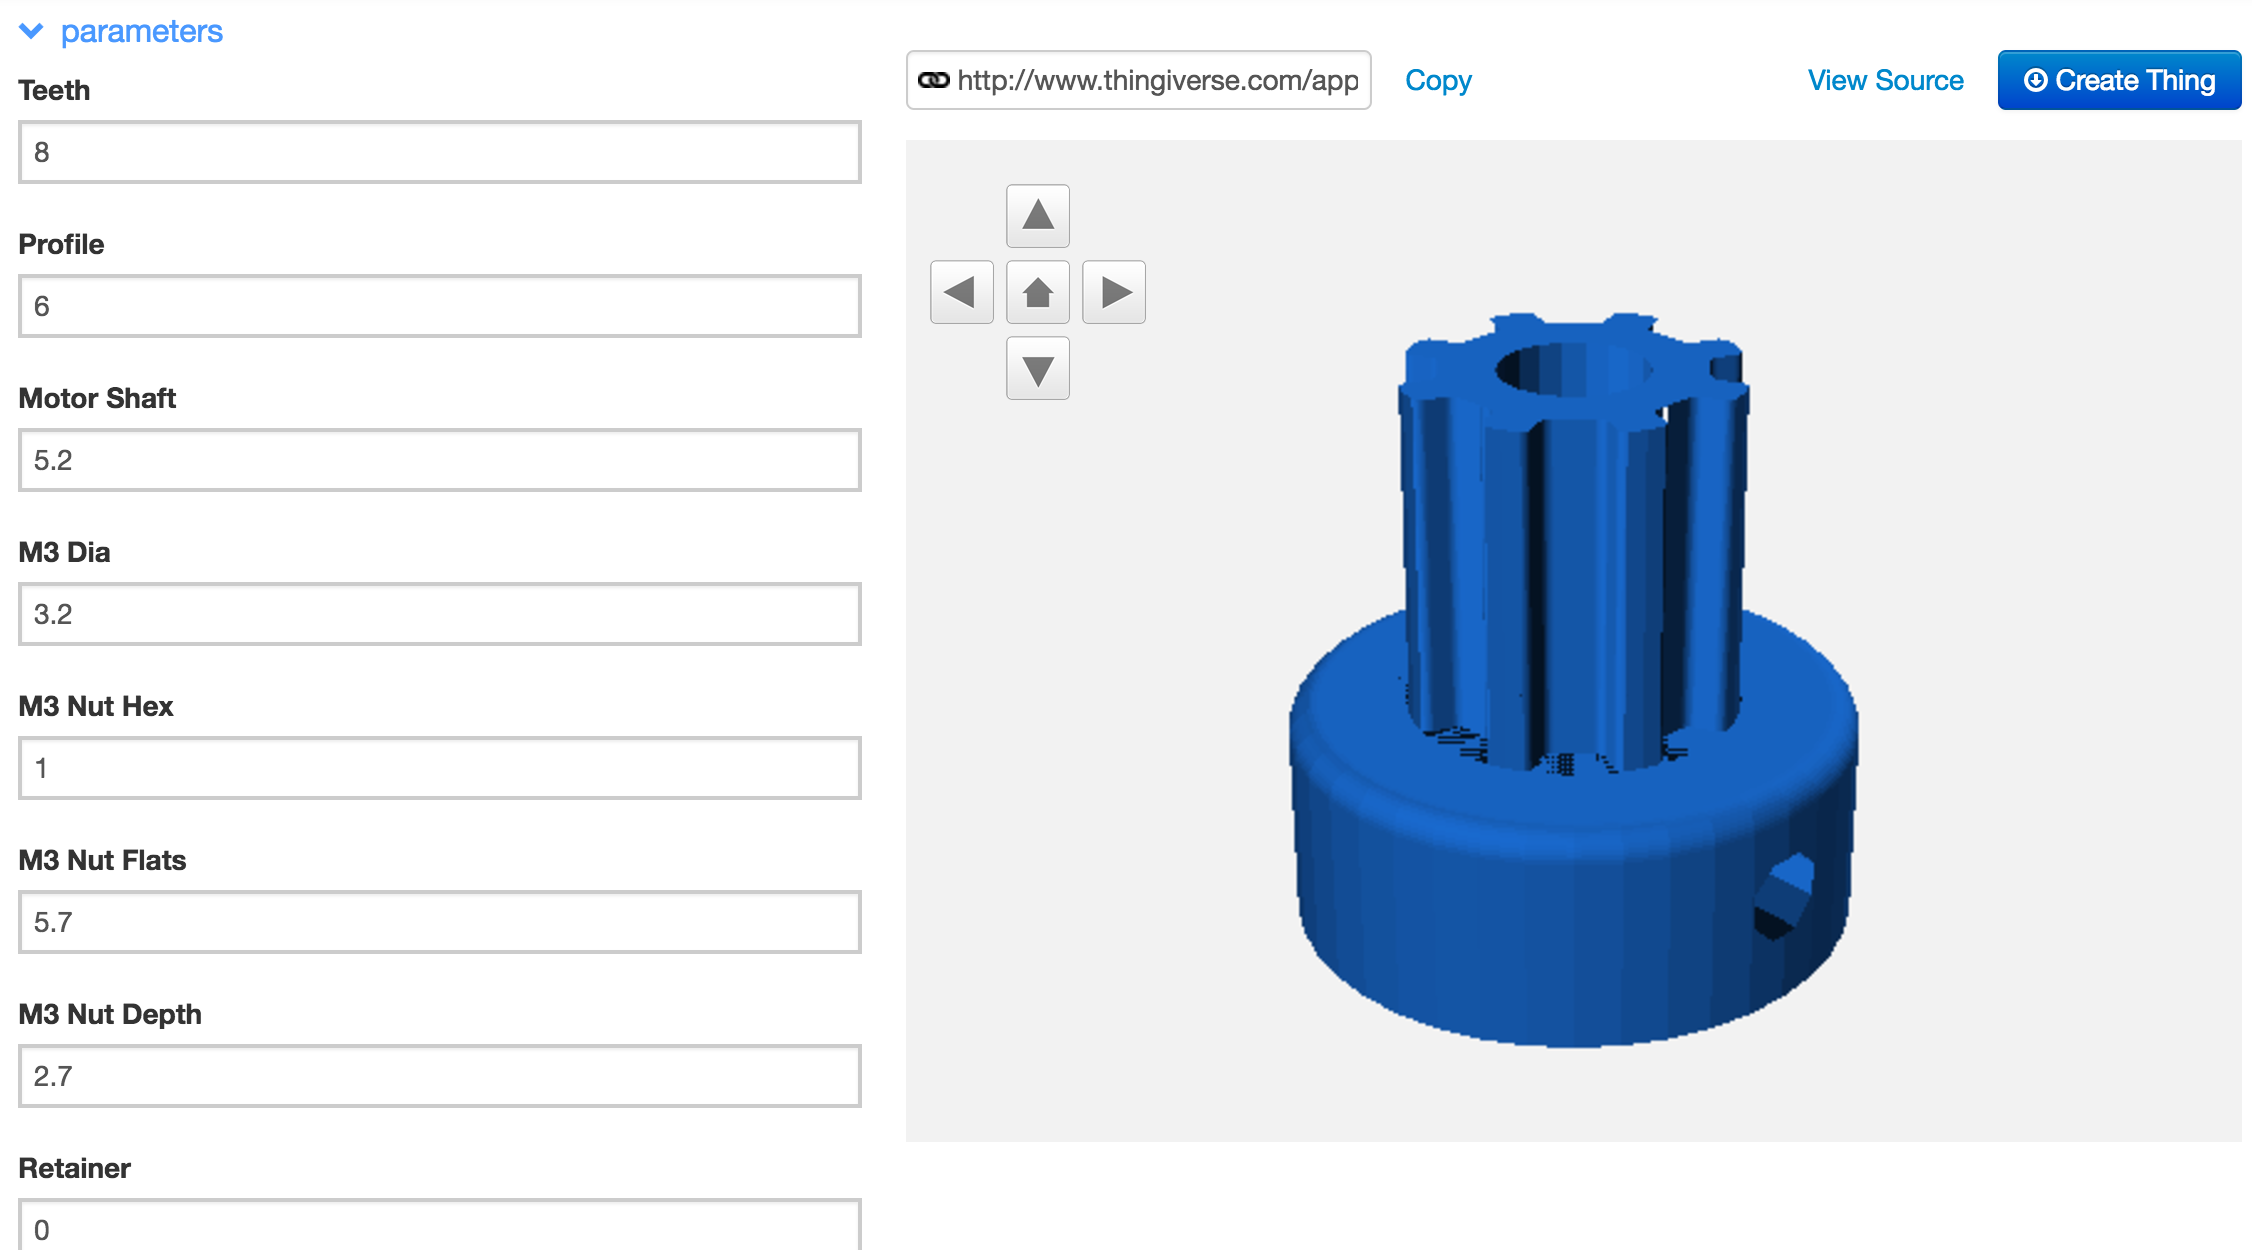 parameters
Teeth
8
Profile
6
Motor Shaft
5.2
M3 Dia
3.2
M3 Nut Hex
1
M3 Nut Flats
5.7
M3 Nut Depth
2.7
Retainer
0
http://www.thingiverse.com/app
Copy
View Source
Create Thing